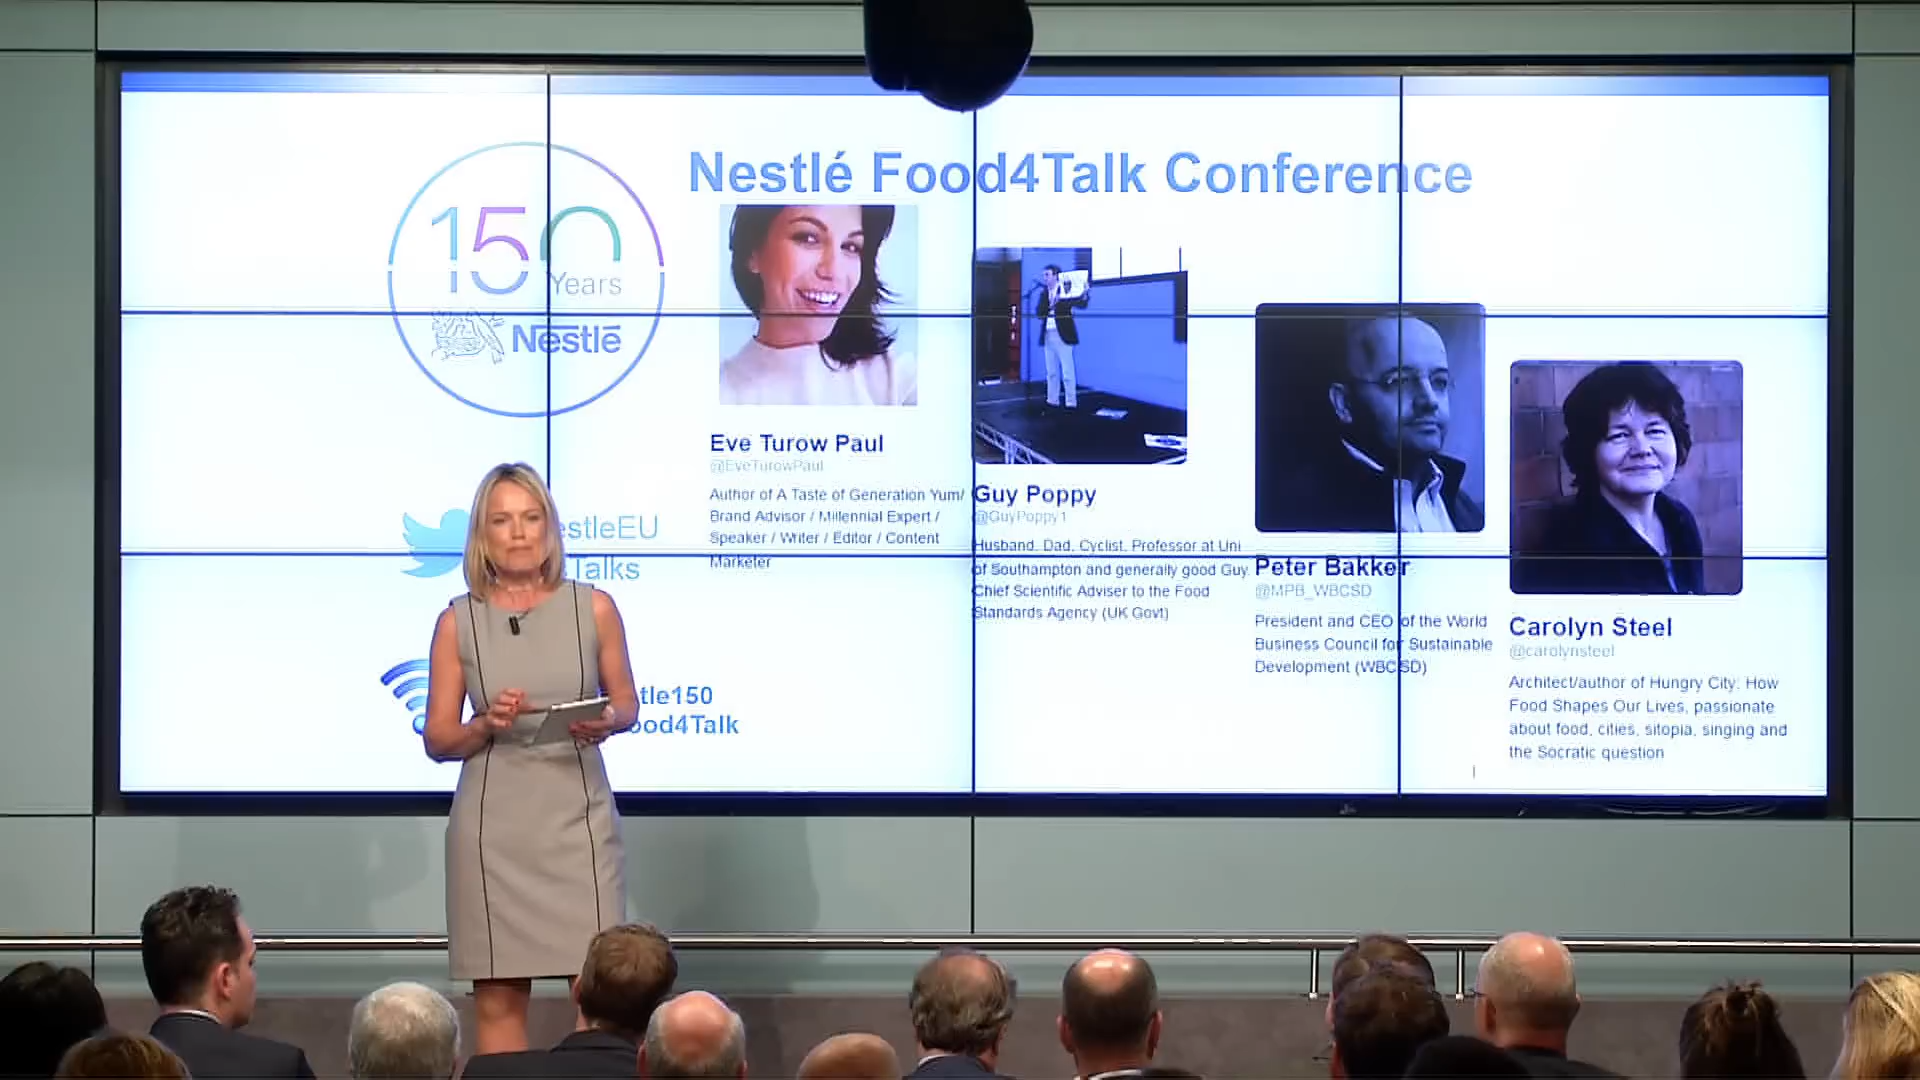 Nestlé Food4Talk Conference
150
Years
Nestlé
Eve Turow Paul
@EveTurowPaul
Author of A Taste of Generation Yum/
Brand Advisor / Millennial Expert /
Speaker / Writer / Editor / Content
Marketer
Guy Poppy
@GuyPoppy1
Husband, Dad, Cyclist, Professor at Uni
of Southampton and generally good Guy.
Chief Scientific Adviser to the Food
Standards Agency (UK Govt)
Peter Bakker
@MPB_WBCSD
President and CEO of the World
Business Council for Sustainable
Development (WBCSD)
Carolyn Steel
@carolynsteel
Architect/author of Hungry City: How
Food Shapes Our Lives, passionate
about food, cities, sitopia, singing and
the Socratic question
estleEU
Talks
tle150
ood4Talk